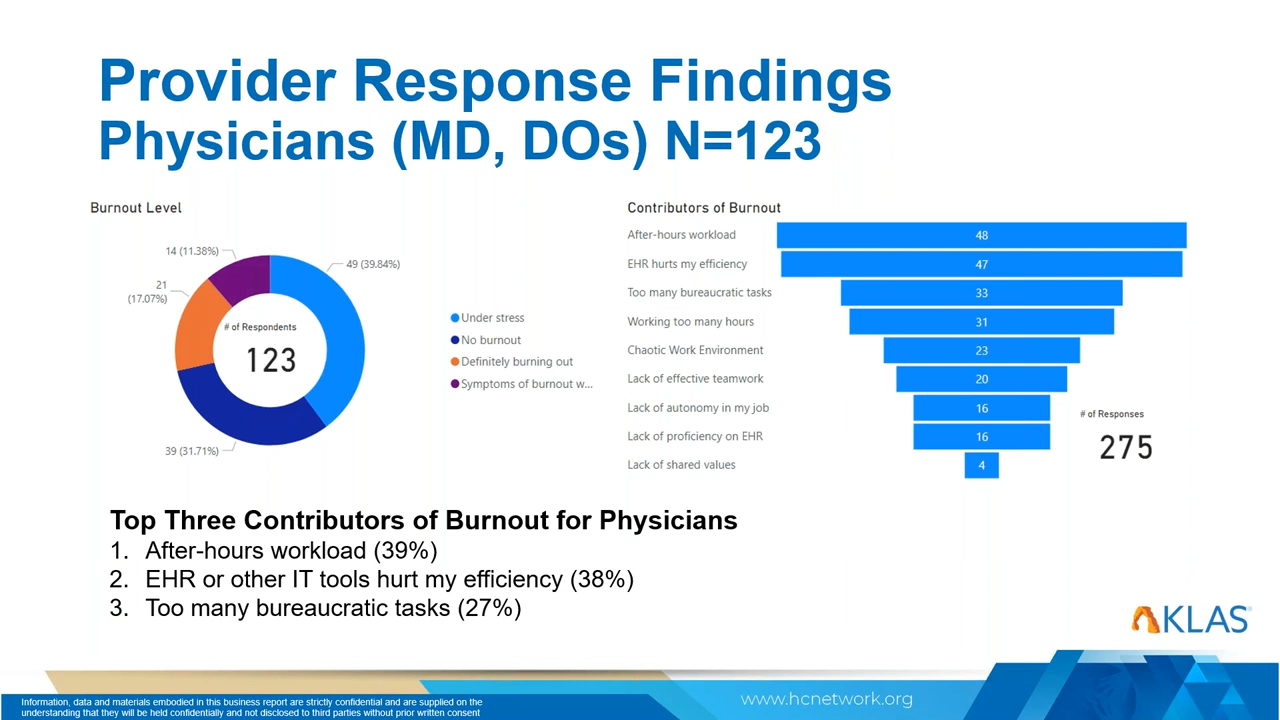 Provider Response Findings
Physicians (MD, DOs) N=123
Burnout Level
14 (11.38%)
49 (39.84%)
21
(17.07%)
# of Respondents
123
39 (31.71%)
Under stress
No burnout
Definitely burning out
Symptoms of burnout w...
Contributors of Burnout
After-hours workload 48
EHR hurts my efficiency 47
Too many bureaucratic tasks 33
Working too many hours 31
Chaotic Work Environment 23
Lack of effective teamwork 20
Lack of autonomy in my job 16
Lack of proficiency on EHR 16
Lack of shared values 4
# of Responses
275
Top Three Contributors of Burnout for Physicians
1. After-hours workload (39%)
2. EHR or other IT tools hurt my efficiency (38%)
3. Too many bureaucratic tasks (27%)
KLAS
Information, data and materials embodied in this business report are strictly confidential and are supplied on the
understanding that they will be held confidentially and not disclosed to third parties without prior written consent
www.hcnetwork.org